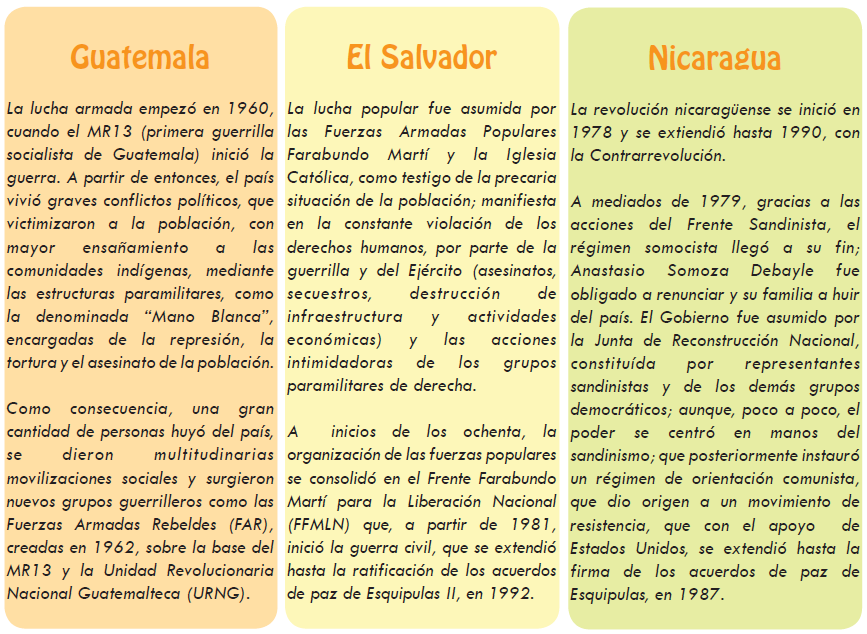 Guatemala
La lucha armada empezó en 1960,
cuando el MR13 (primera guerrilla
socialista de Guatemala) inició la
guerra. A partir de entonces, el país
vivió graves conflictos políticos, que
victimizaron a la población, con
mayor ensañamiento a las
comunidades indígenas, mediante
las estructuras paramilitares, como
la denominada “Mano Blanca”,
encargadas de la represión, la
tortura y el asesinato de la población.
Como consecuencia, una gran
cantidad de personas huyó del país,
se dieron multitudinarias
movilizaciones sociales y surgieron
nuevos grupos guerrilleros como las
Fuerzas Armadas Rebeldes (FAR),
creadas en 1962, sobre la base del
MR13 y la Unidad Revolucionaria
Nacional Guatemalteca (URNG).
El Salvador
La lucha popular fue asumida por
las Fuerzas Armadas Populares
Farabundo Martí y la Iglesia
Católica, como testigo de la precaria
situación de la población; manifiesta
en la constante violación de los
derechos humanos, por parte de la
guerrilla y del Ejército (asesinatos,
secuestros, destrucción de
infraestructura y actividades
económicas) y las acciones
intimidadoras de los grupos
paramilitares de derecha.
A inicios de los ochenta, la
organización de las fuerzas populares
se consolidó en el Frente Farabundo
Martí para la Liberación Nacional
(FFMLN) que, a partir de 1981,
inició la guerra civil, que se extendió
hasta la ratificación de los acuerdos
de paz de Esquipulas II, en 1992.
Nicaragua
La revolución nicaragüense se inició en
1978 y se extiendió hasta 1990, con
la Contrarrevolución.
A mediados de 1979, gracias a las
acciones del Frente Sandinista, el
régimen somocista llegó a su fin;
Anastasio Somoza Debayle fue
obligado a renunciar y su familia a huir
del país. El Gobierno fue asumido por
la Junta de Reconstrucción Nacional,
constituída por representantes
sandinistas y de los demás grupos
democráticos; aunque, poco a poco, el
poder se centró en manos del
sandinismo; que posteriormente instauró
un régimen de orientación comunista,
que dio origen a un movimiento de
resistencia, que con el apoyo de
Estados Unidos, se extendió hasta la
firma de los acuerdos de paz de
Esquipulas, en 1987.